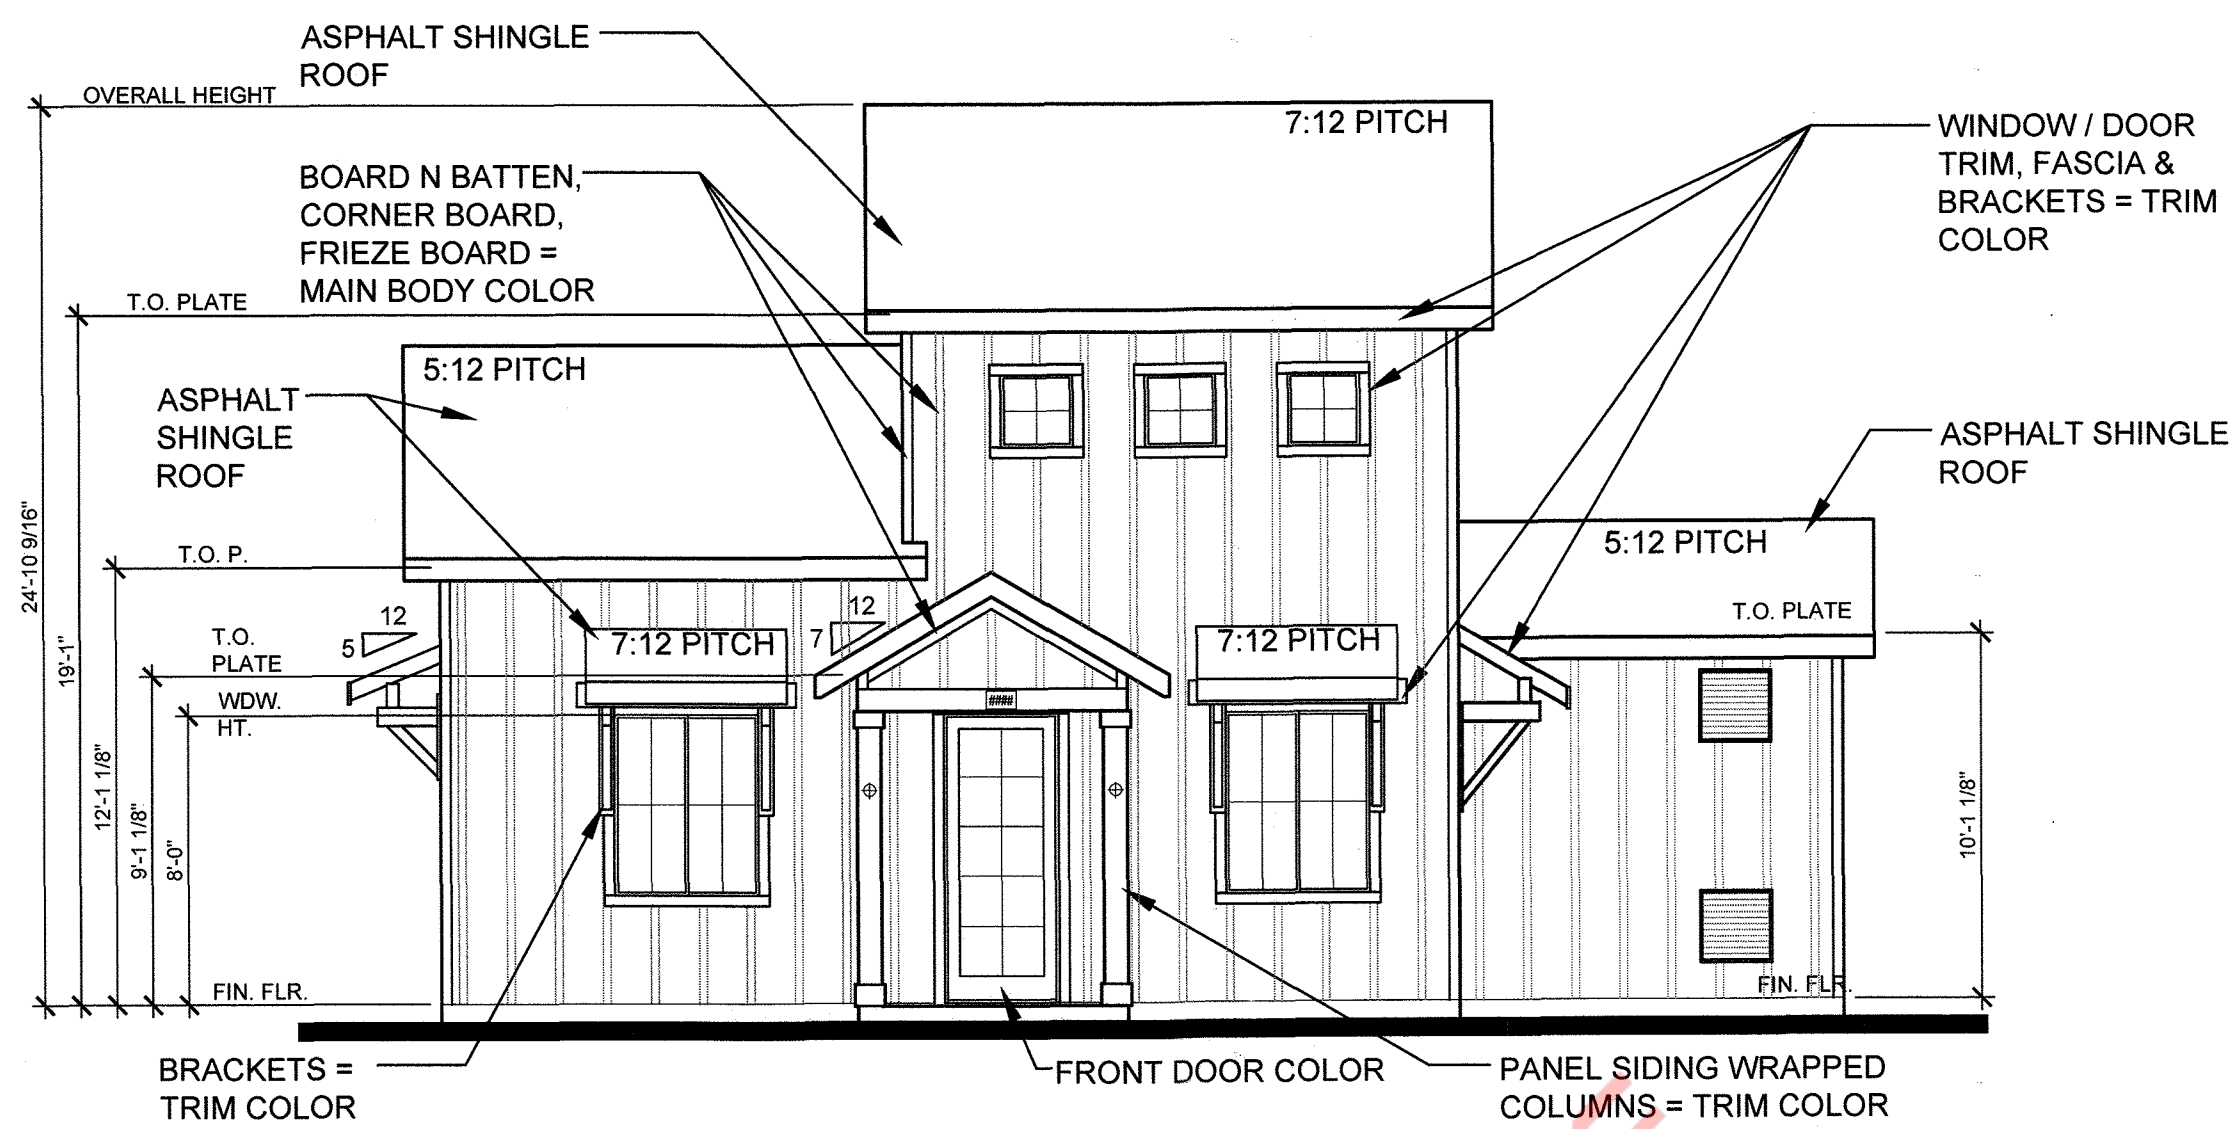 ASPHALT SHINGLE
ROOF
OVERALL HEIGHT
7:12 PITCH
WINDOW / DOOR
TRIM, FASCIA &
BRACKETS = TRIM
COLOR
BOARD N BATTEN,
CORNER BOARD,
FRIEZE BOARD =
MAIN BODY COLOR
T.O. PLATE
5:12 PITCH
ASPHALT
SHINGLE
ROOF
ASPHALT SHINGLE
ROOF
5:12 PITCH
24'-10 9/16"
19'-1"
T.O. P.
12'-1 1/8"
12
5
12
7
T.O.
PLATE
7:12 PITCH
7:12 PITCH
T.O. PLATE
WDW.
HT.
####
9'-1 1/8"
8'-0"
10'-1 1/8"
FIN. FLR.
FIN. FLR.
BRACKETS =
TRIM COLOR
FRONT DOOR COLOR
PANEL SIDING WRAPPED
COLUMNS = TRIM COLOR